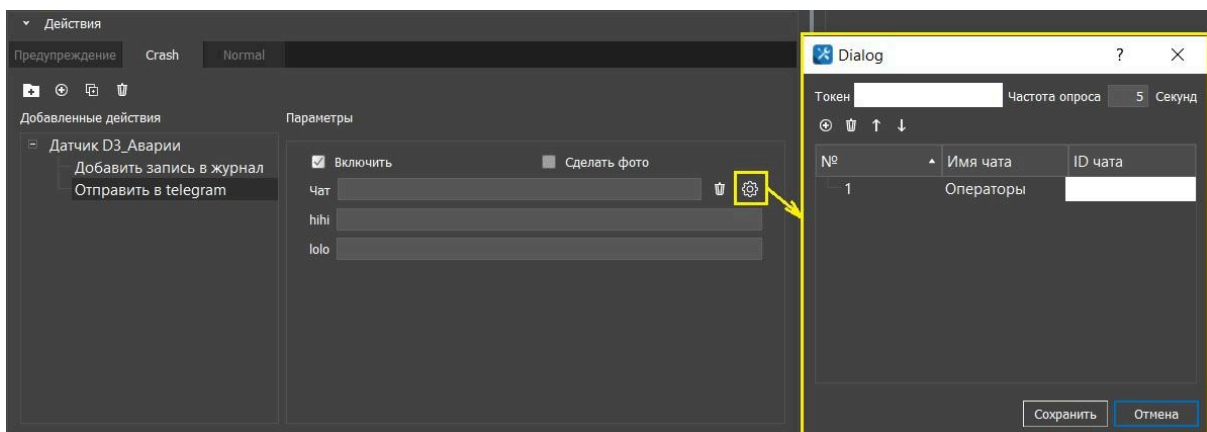 Действия
Предупреждение Crash Normal
Добавленные действия
Датчик D3_Аварии
Добавить запись в журнал
Отправить в telegram
Параметры
Включить Сделать фото
Чат
hihi
lolo
Dialog ? ×
Токен Частота опроса 5 Секунд
№ Имя чата ID чата
1 Операторы
Сохранить Отмена